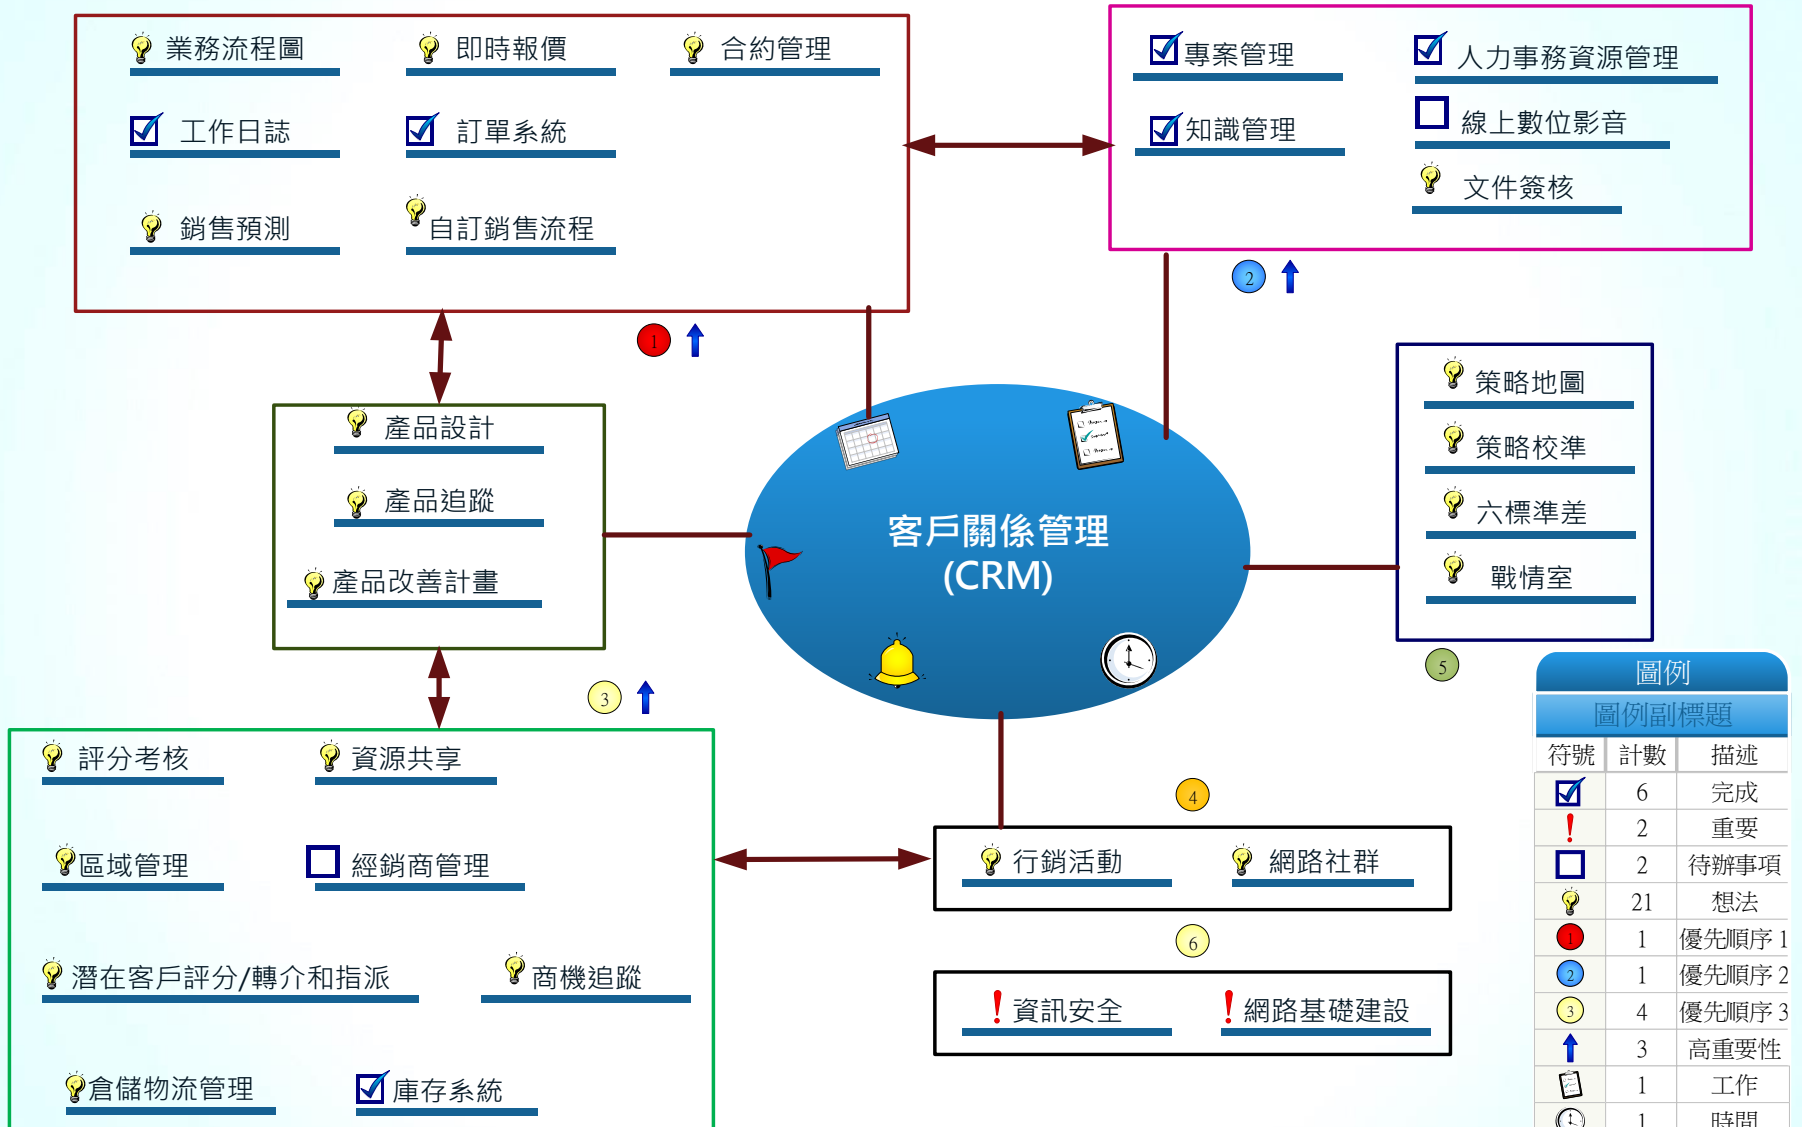 業務流程圖
即時報價
合約管理
工作日誌
訂單系統
銷售預測
自訂銷售流程
1
專案管理
人力事務資源管理
知識管理
線上數位影音
文件簽核
2
產品設計
產品追蹤
產品改善計畫
3
客戶關係管理
(CRM)
策略地圖
策略校準
六標準差
戰情室
5
評分考核
資源共享
區域管理
經銷商管理
潛在客戶評分/轉介和指派
商機追蹤
倉儲物流管理
庫存系統
4
行銷活動
網路社群
6
資訊安全
網路基礎建設
圖例
圖例副標題
符號 計數 描述
6 完成
2 重要
2 待辦事項
21 想法
1 1 優先順序 1
2 1 優先順序 2
3 4 優先順序 3
3 高重要性
1 工作
1 時間